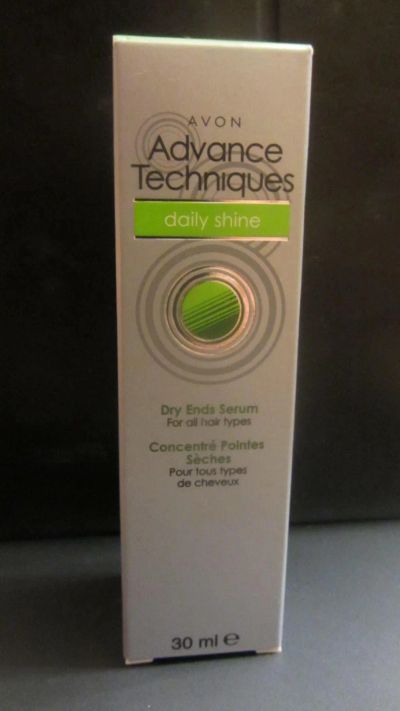 AVON
Advance
Techniques
daily shine
Dry Ends Serum
For all hair types
Concentré Pointes
Sèches
Pour tous types
de cheveux
30 ml ℮